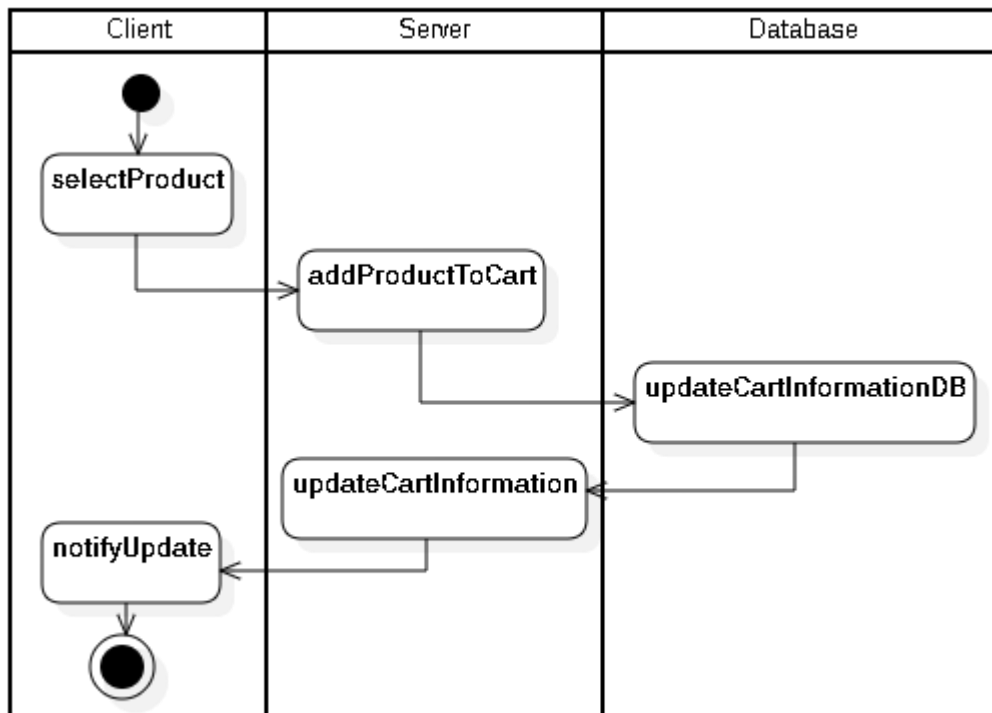 Client
Server
Database
selectProduct
addProductToCart
updateCartInformationDB
updateCartInformation
notifyUpdate